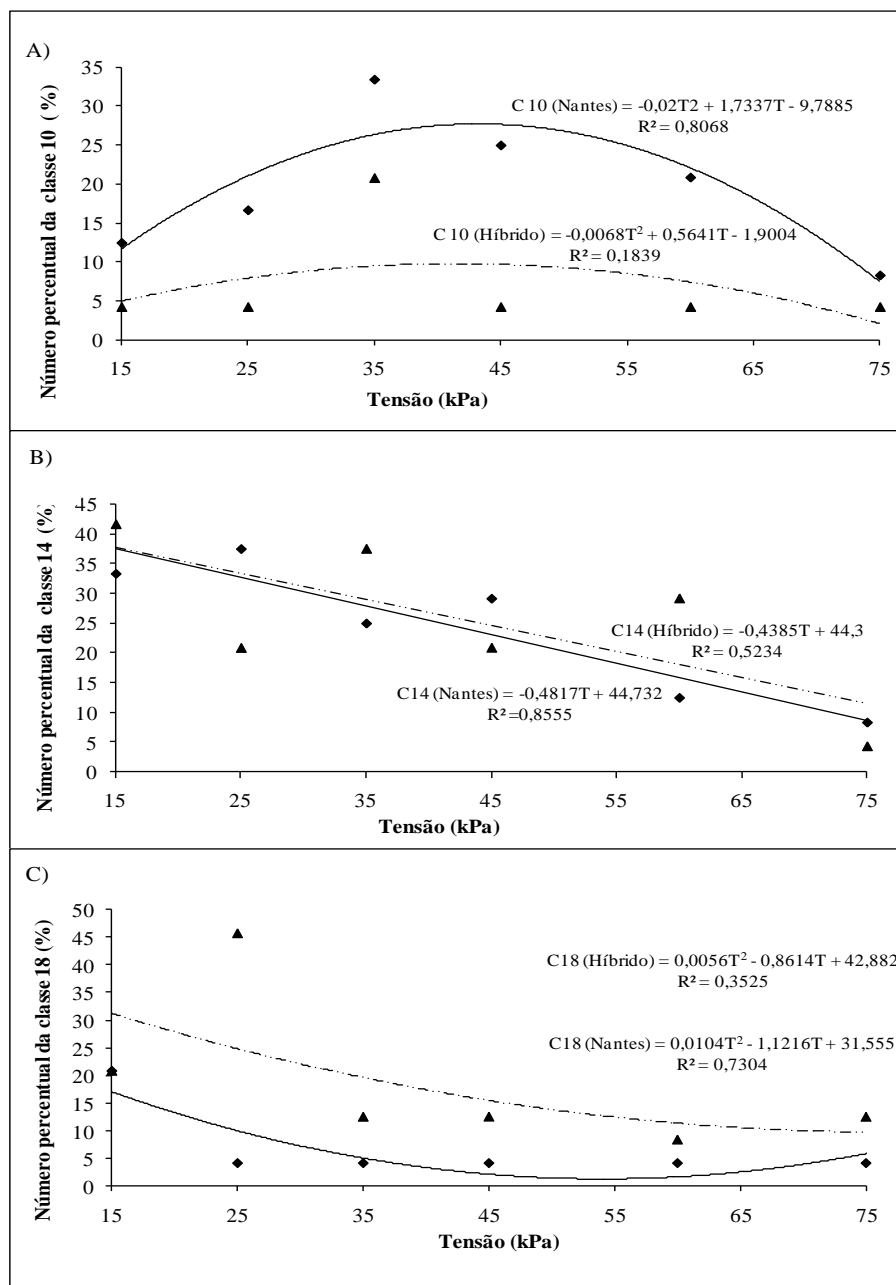 A)
Número percentual da classe 10 (%)
35
30
25
20
15
10
5
0
C 10 (Nantes) = -0,02T2 + 1,7337T - 9,7885
R² = 0,8068
C 10 (Híbrido) = -0,0068T² + 0,5641T - 1,9004
R² = 0,1839
15 25 35 45 55 65 75
Tensão (kPa)
B)
Número percentual da classe 14 (%)
45
40
35
30
25
20
15
10
5
0
C14 (Híbrido) = -0,4385T + 44,3
R² = 0,5234
C14 (Nantes) = -0,4817T + 44,732
R² =0,8555
15 25 35 45 55 65 75
Tensão (kPa)
C)
Número percentual da classe 18 (%)
50
45
40
35
30
25
20
15
10
5
0
C18 (Híbrido) = 0,0056T² - 0,8614T + 42,882
R² = 0,3525
C18 (Nantes) = 0,0104T² - 1,1216T + 31,555
R² = 0,7304
15 25 35 45 55 65 75
Tensão (kPa)